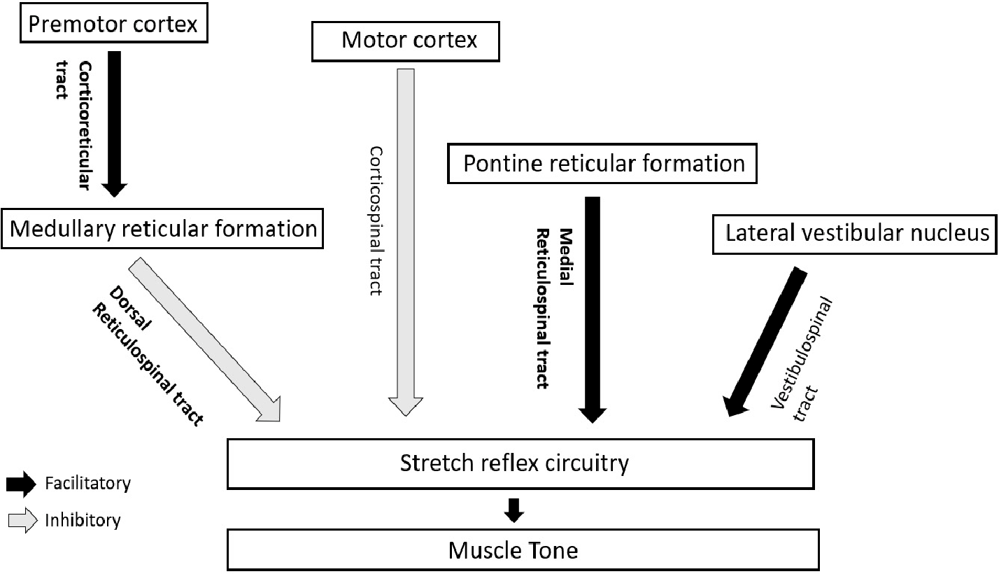 Premotor cortex
Motor cortex
Corticoreticular
tract
Corticospinal tract
Pontine reticular formation
Medullary reticular formation
Lateral vestibular nucleus
Medial
Reticulospinal tract
Dorsal
Reticulospinal tract
Vestibulospinal
tract
Stretch reflex circuitry
Facilitatory
Inhibitory
Muscle Tone